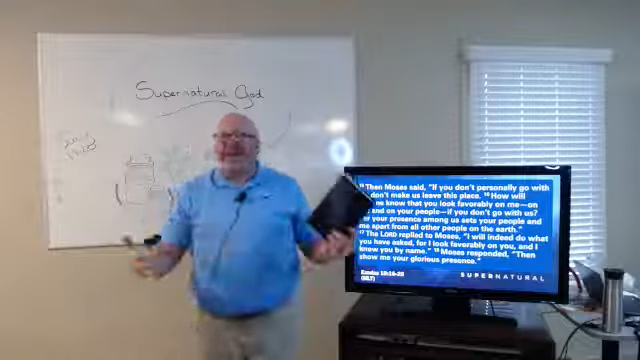 Supernatural God
Then Moses said, "If you don't personally go with
don't make us leave this place. 16 How will
ne know that you look favorably on me—on
and on your people—if you don't go with us?
your presence among us sets your people and
me apart from all other people on the earth."
17 The LORD replied to Moses, "I will indeed do what
you have asked, for I look favorably on you, and I
know you by name." 18 Moses responded, "Then
show me your glorious presence."
(NLT)
SUPERNATURAL